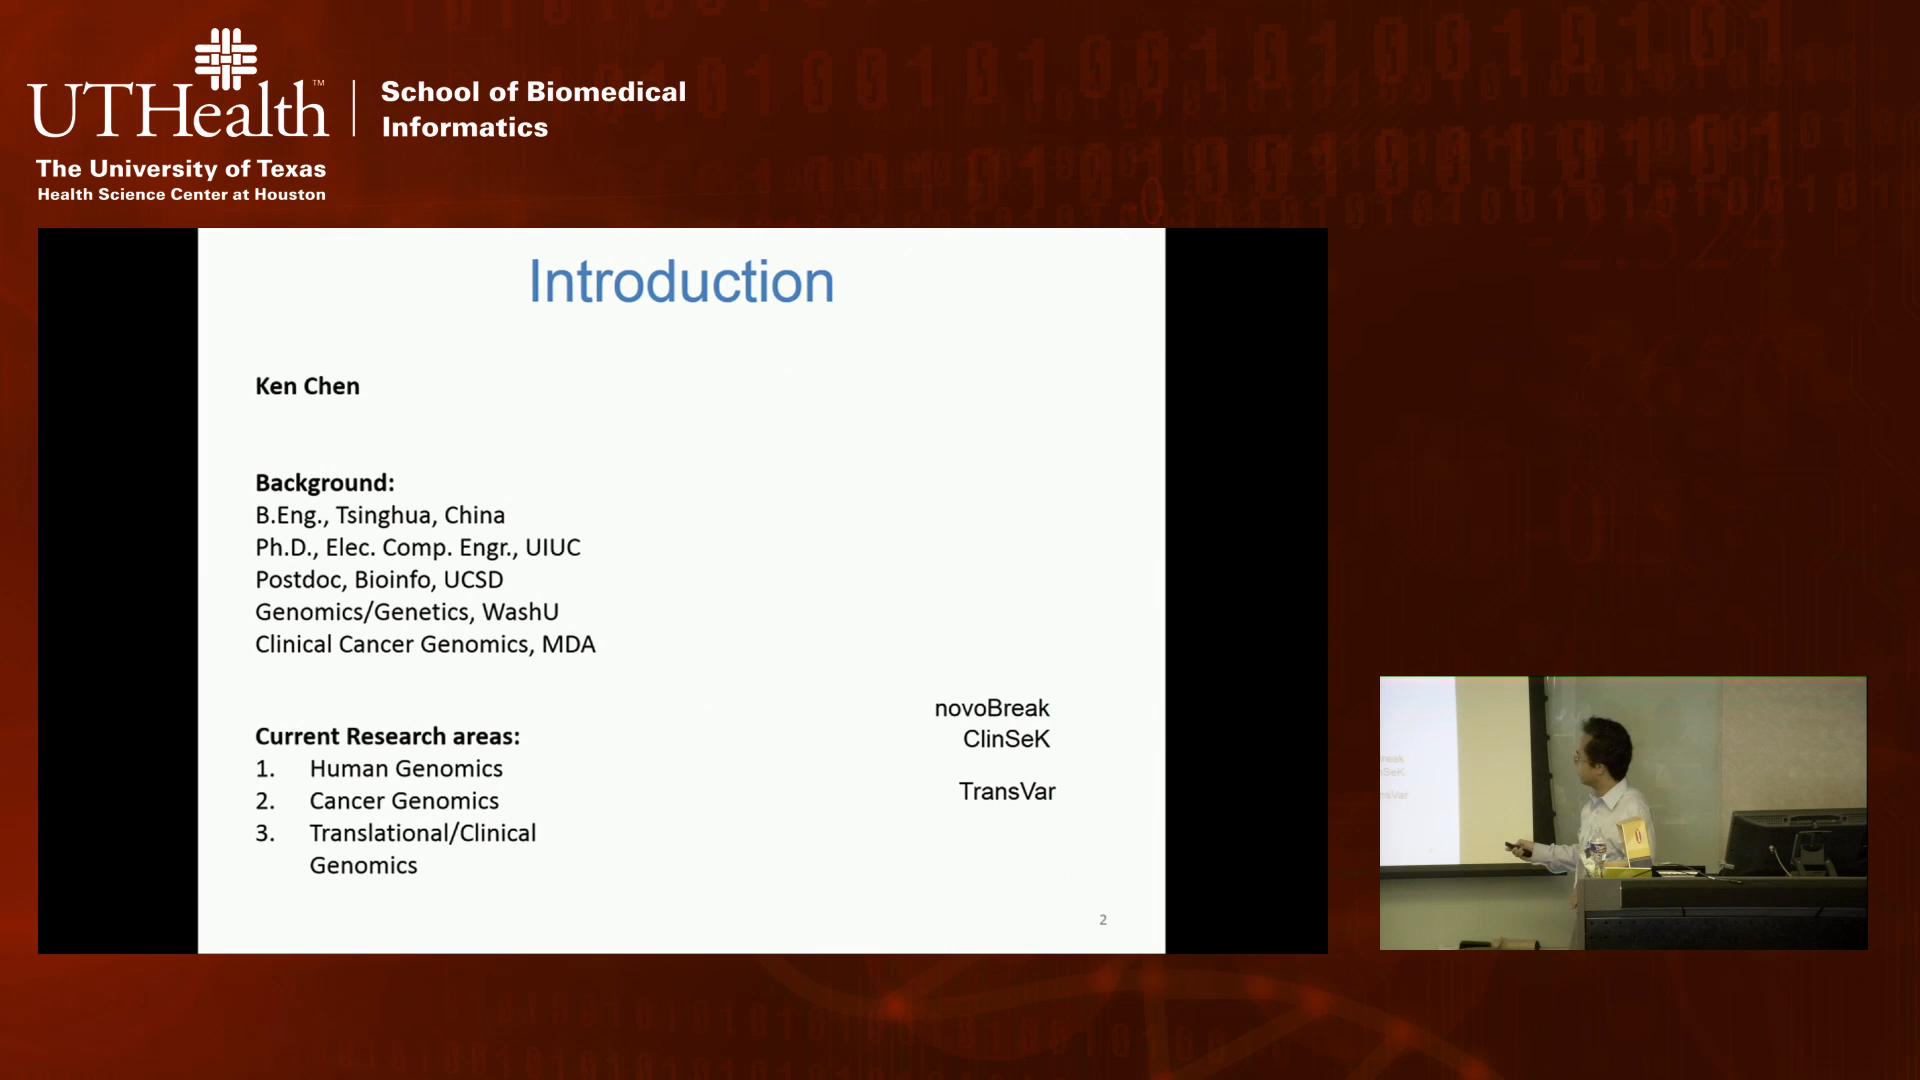 UTHealth™
School of Biomedical
Informatics
The University of Texas
Health Science Center at Houston
Introduction
Ken Chen
Background:
B.Eng., Tsinghua, China
Ph.D., Elec. Comp. Engr., UIUC
Postdoc, Bioinfo, UCSD
Genomics/Genetics, WashU
Clinical Cancer Genomics, MDA
Current Research areas:
1. Human Genomics
2. Cancer Genomics
3. Translational/Clinical
Genomics
novoBreak
ClinSeK
TransVar
2